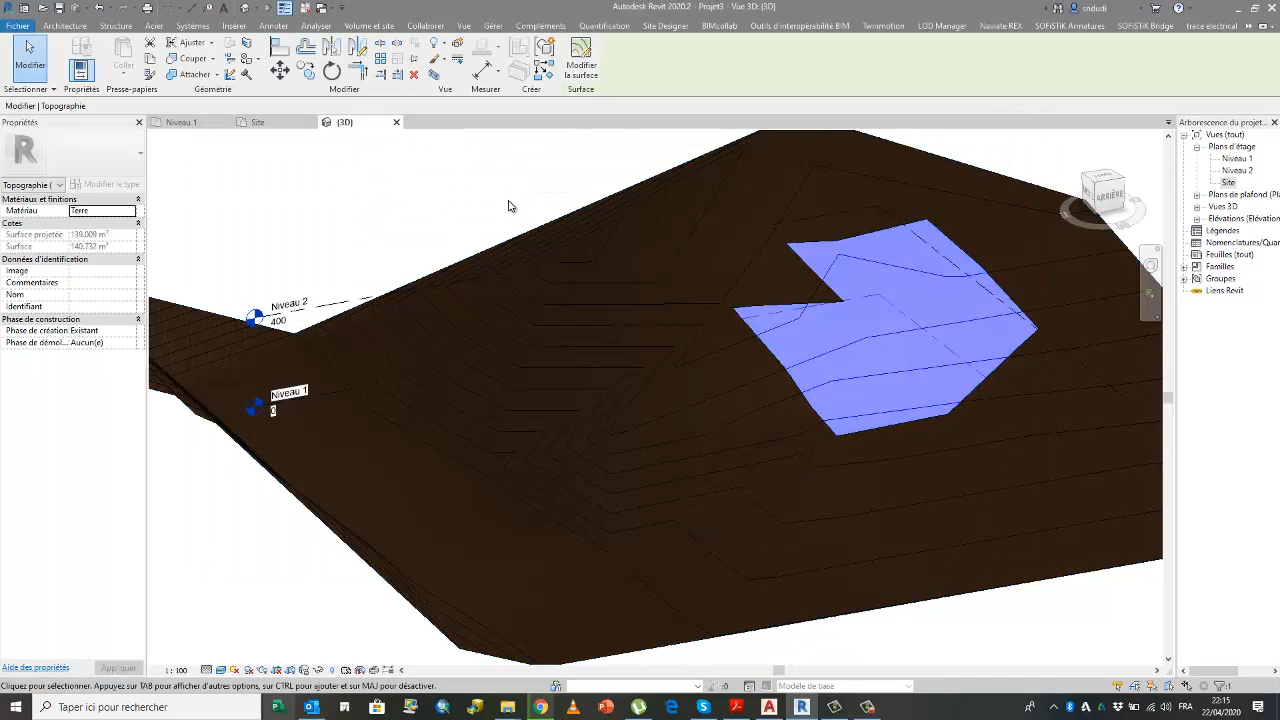 Autodesk Revit 2020.2 - Projet3 - Vue 3D: {3D}
sndudi
Fichier Architecture Structure Acier Systèmes Insérer Annoter Analyser Volume et site Collaborer Vue Gérer Compléments Quantification Site Designer BIMcollab Outils d'interopérabilité BIM Twinmotion LOD Manager Naviate REX SOFiSTiK Armatures SOFiSTiK Bridge trace electrical
Modifier
Coller
Ajuster
Couper
Attacher
Modifier
la surface
Sélectionner Propriétés Presse-papiers Géométrie Modifier Vue Mesurer Créer Surface
Modifier | Topographie
Propriétés
Niveau 1 Site {3D}
Arborescence du projet...
Topographie ( Modifier le type
Matériaux et finitions
Matériau Terre
Cotes
Surface projetée 139.009 m²
Surface 140.732 m²
Données d'identification
Image
Commentaires
Nom
Identifiant
Phase de construction
Phase de création Existant
Phase de démol... Aucun(e)
Niveau 2
400
Niveau 1
0
ARRIÈRE
Vues (tout)
Plans d'étage
Niveau 1
Niveau 2
Site
Plans de plafond (Pl
Vues 3D
Elévations (Elévation
Légendes
Nomenclatures/Quan
Feuilles (tout)
Familles
Groupes
Liens Revit
Aide des propriétés Appliquer
1 : 100
Cliquez pour sélectionner. Appuyez sur TAB pour afficher d'autres options, sur CTRL pour ajouter et sur MAJ pour désactiver.
:0
Modèle de base
:1
Taper ici pour rechercher
FRA
22:15
22/04/2020